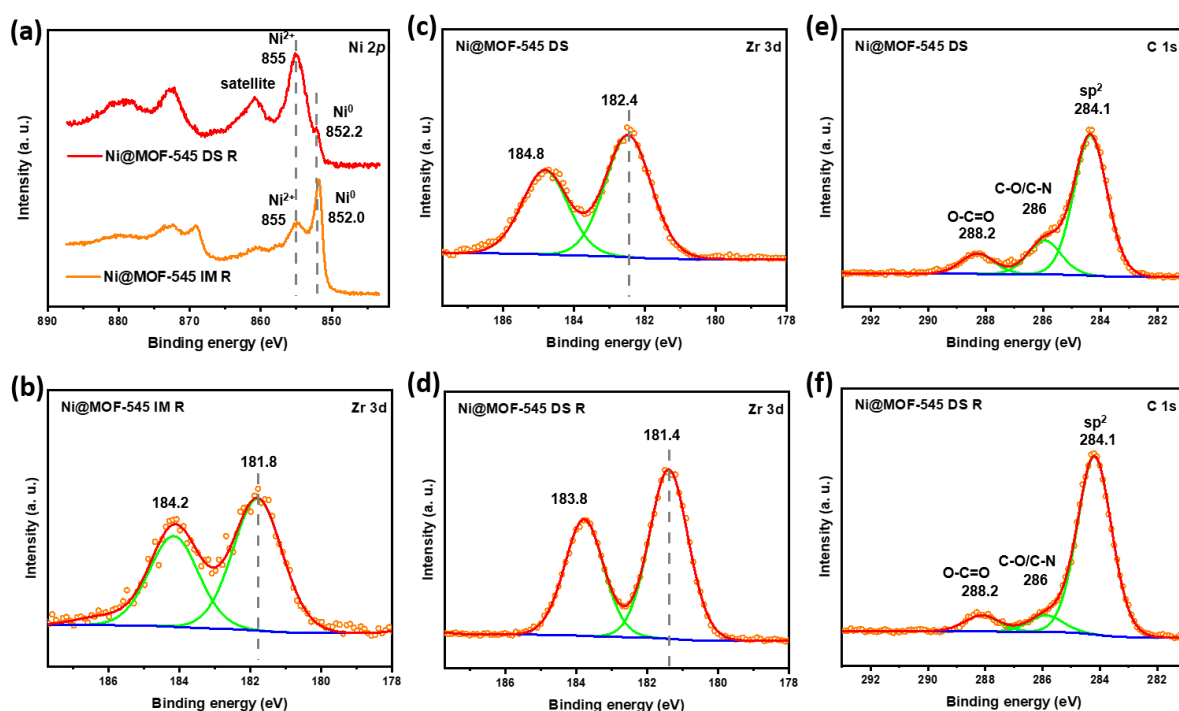 (a)
Ni²⁺
855
Ni 2p
satellite
Ni⁰
852.2
Ni@MOF-545 DS R
Ni²⁺
855
Ni⁰
852.0
Ni@MOF-545 IM R
Intensity (a. u.)
890 880 870 860 850
Binding energy (eV)
(c)
Ni@MOF-545 DS
Zr 3d
182.4
184.8
Intensity (a. u.)
186 184 182 180 178
Binding energy (eV)
(e)
Ni@MOF-545 DS
C 1s
sp²
284.1
C-O/C-N
286
O-C=O
288.2
Intensity (a. u.)
292 290 288 286 284 282
Binding energy (eV)
(b)
Ni@MOF-545 IM R
Zr 3d
181.8
184.2
Intensity (a. u.)
186 184 182 180 178
Binding energy (eV)
(d)
Ni@MOF-545 DS R
Zr 3d
181.4
183.8
Intensity (a. u.)
186 184 182 180 178
Binding energy (eV)
(f)
Ni@MOF-545 DS R
C 1s
sp²
284.1
C-O/C-N
286
O-C=O
288.2
Intensity (a. u.)
292 290 288 286 284 282
Binding energy (eV)